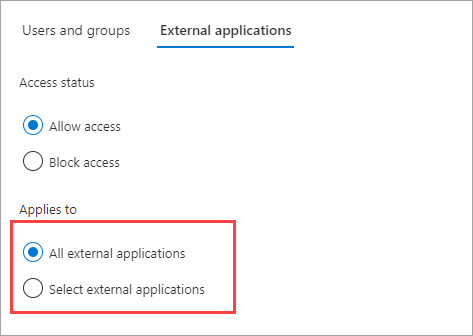 Users and groups External applications
Access status
Allow access
Block access
Applies to
All external applications
Select external applications